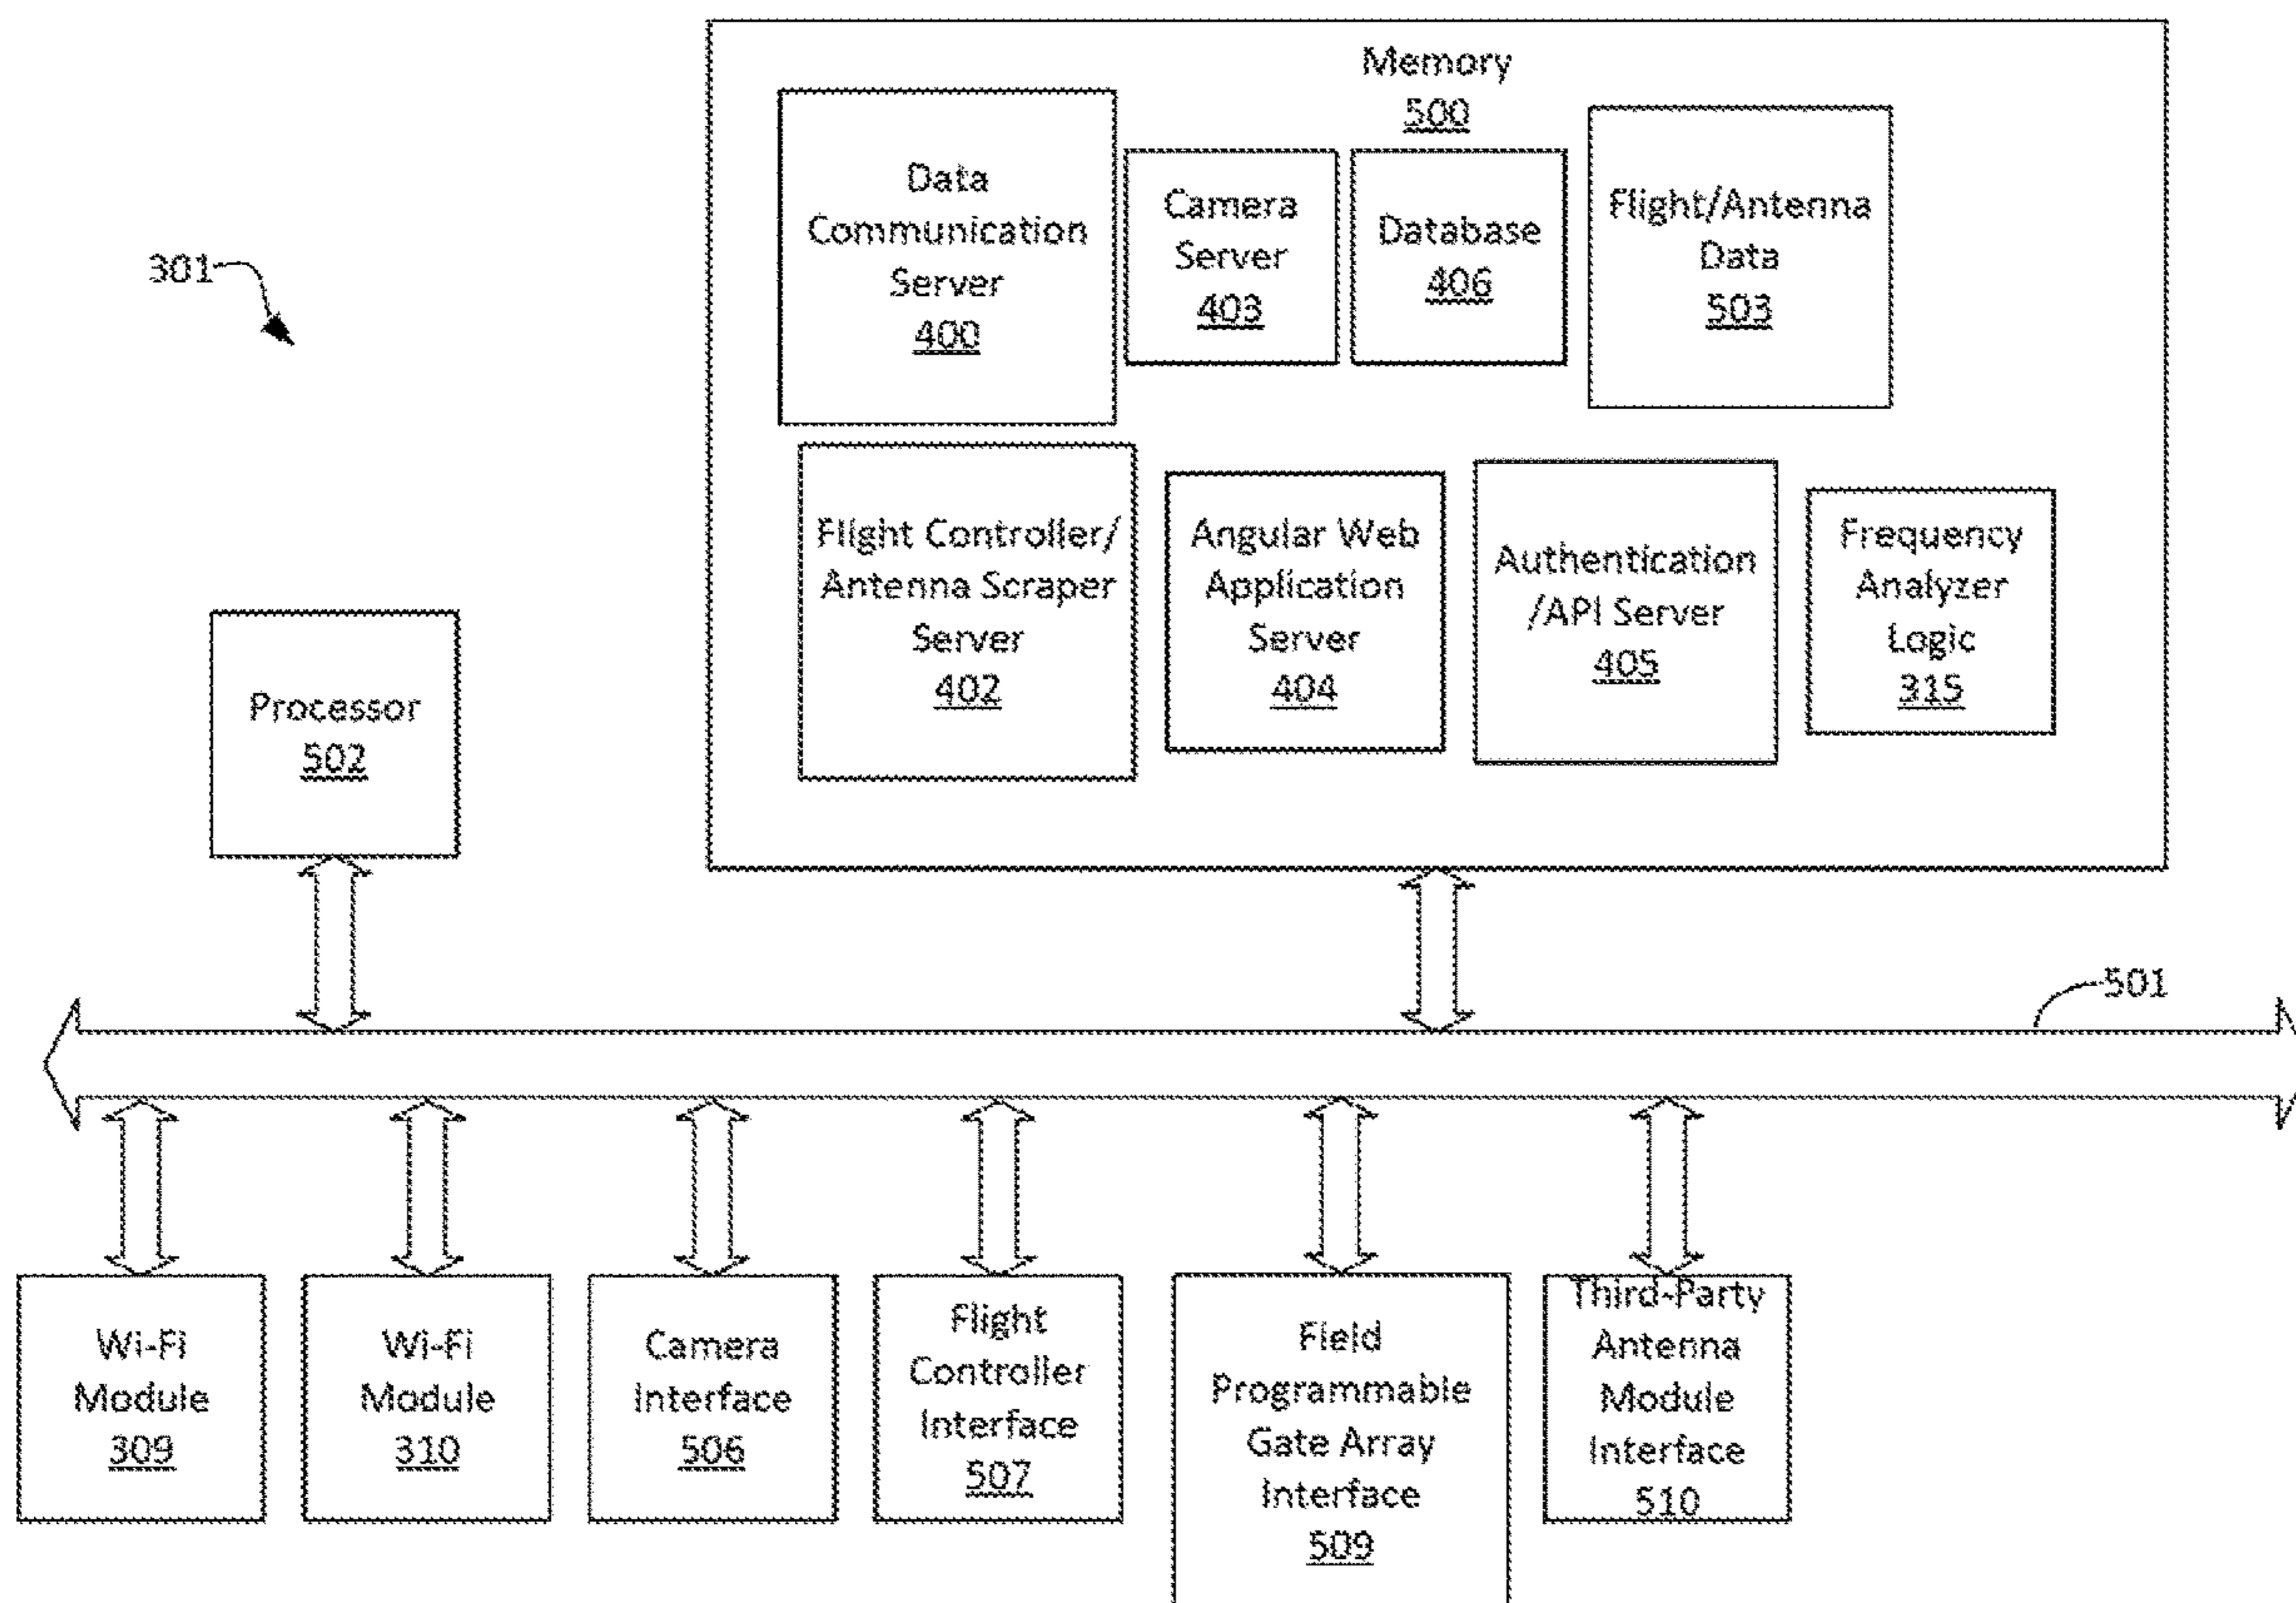 Memory
500
Data
Communication
Server
400
Camera
Server
403
Database
406
Flight/Antenna
Data
503
301
Flight Controller/
Antenna Scraper
Server
402
Angular Web
Application
Server
404
Authentication
/API Server
405
Frequency
Analyzer
Logic
315
Processor
502
501
Wi-Fi
Module
309
Wi-Fi
Module
310
Camera
Interface
506
Flight
Controller
Interface
507
Field
Programmable
Gate Array
Interface
509
Third-Party
Antenna
Module
Interface
510